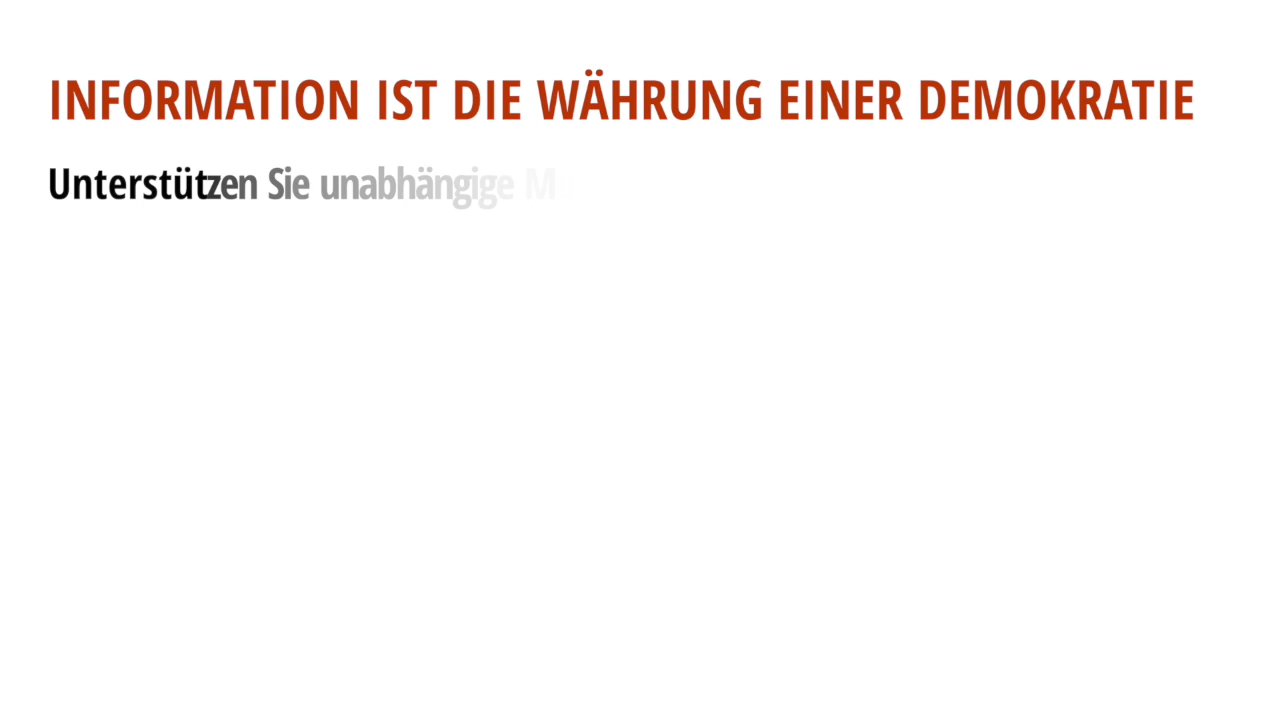 INFORMATION IST DIE WÄHRUNG EINER DEMOKRATIE
Unterstützen Sie unabhängige